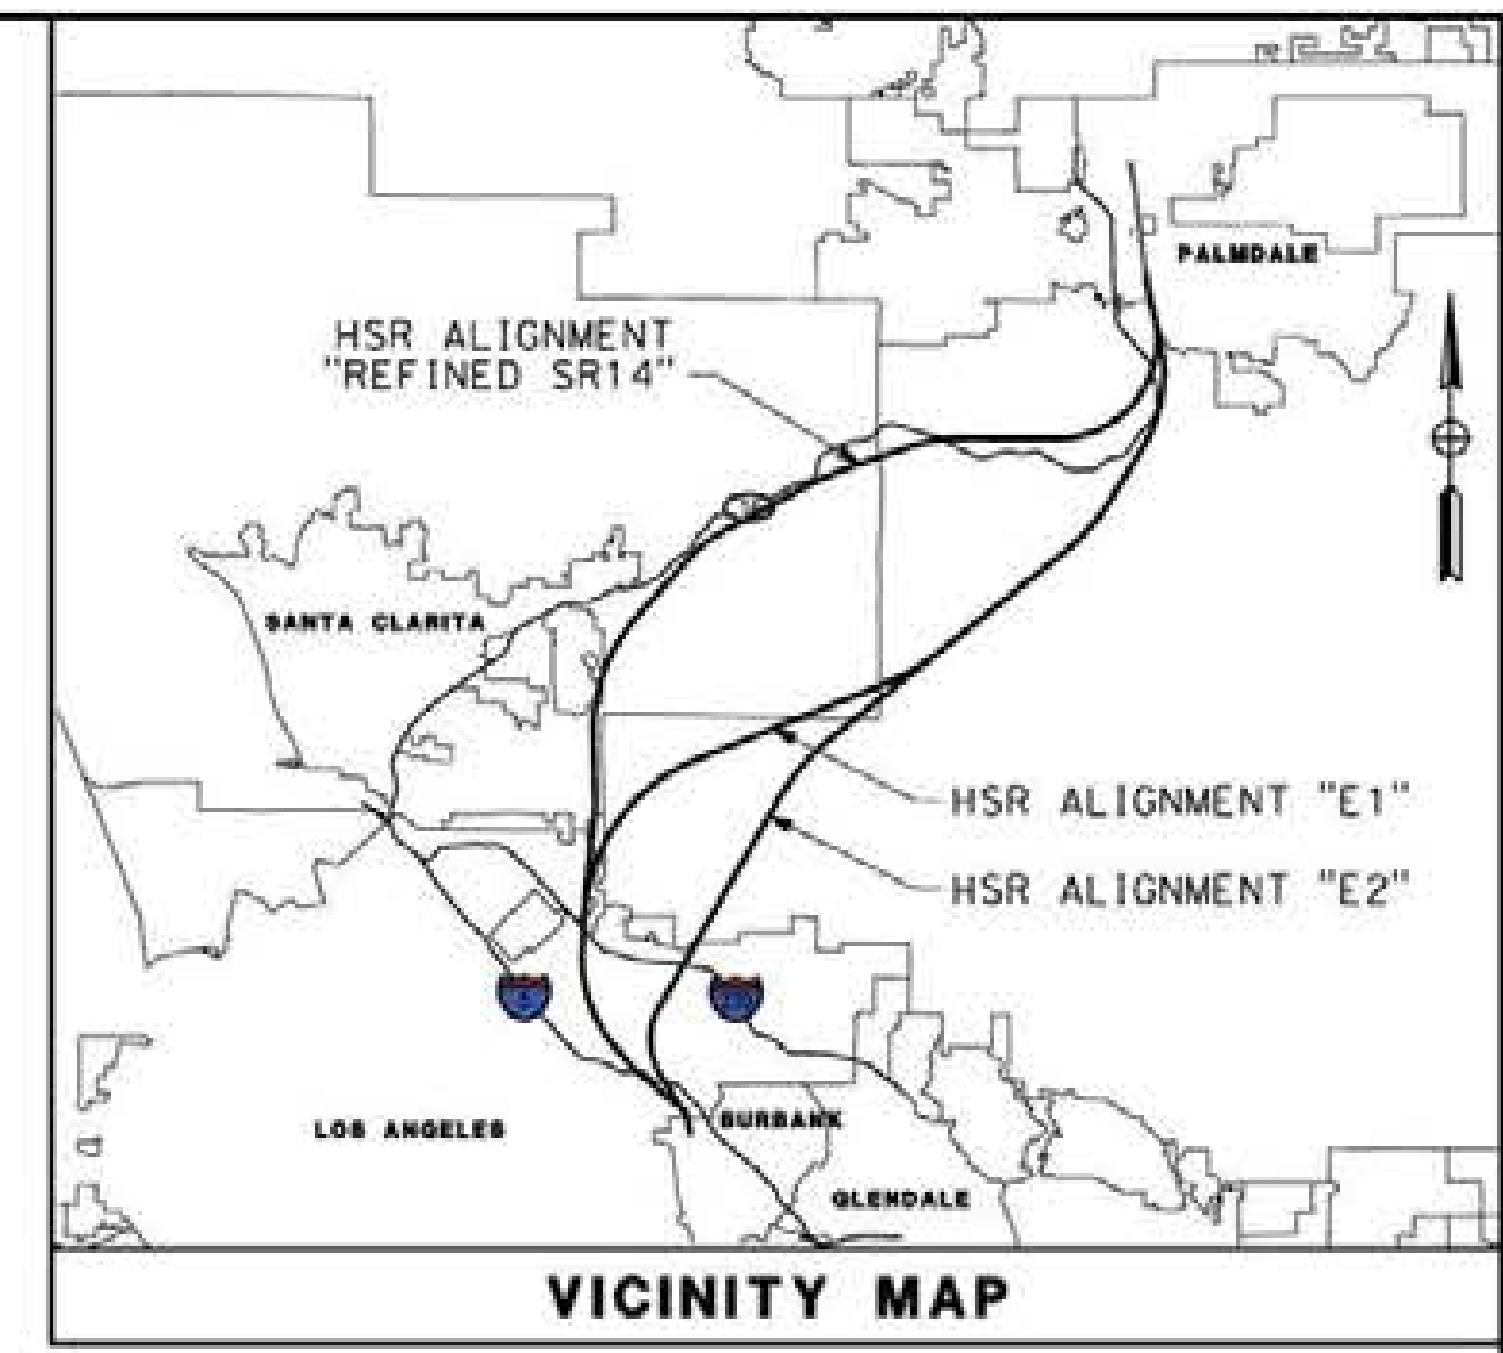 PALMDALE
HSR ALIGNMENT
"REFINED SR14"
SANTA CLARITA
HSR ALIGNMENT "E1"
HSR ALIGNMENT "E2"
5
LOS ANGELES
BURBANK
GLENDALE
VICINITY MAP